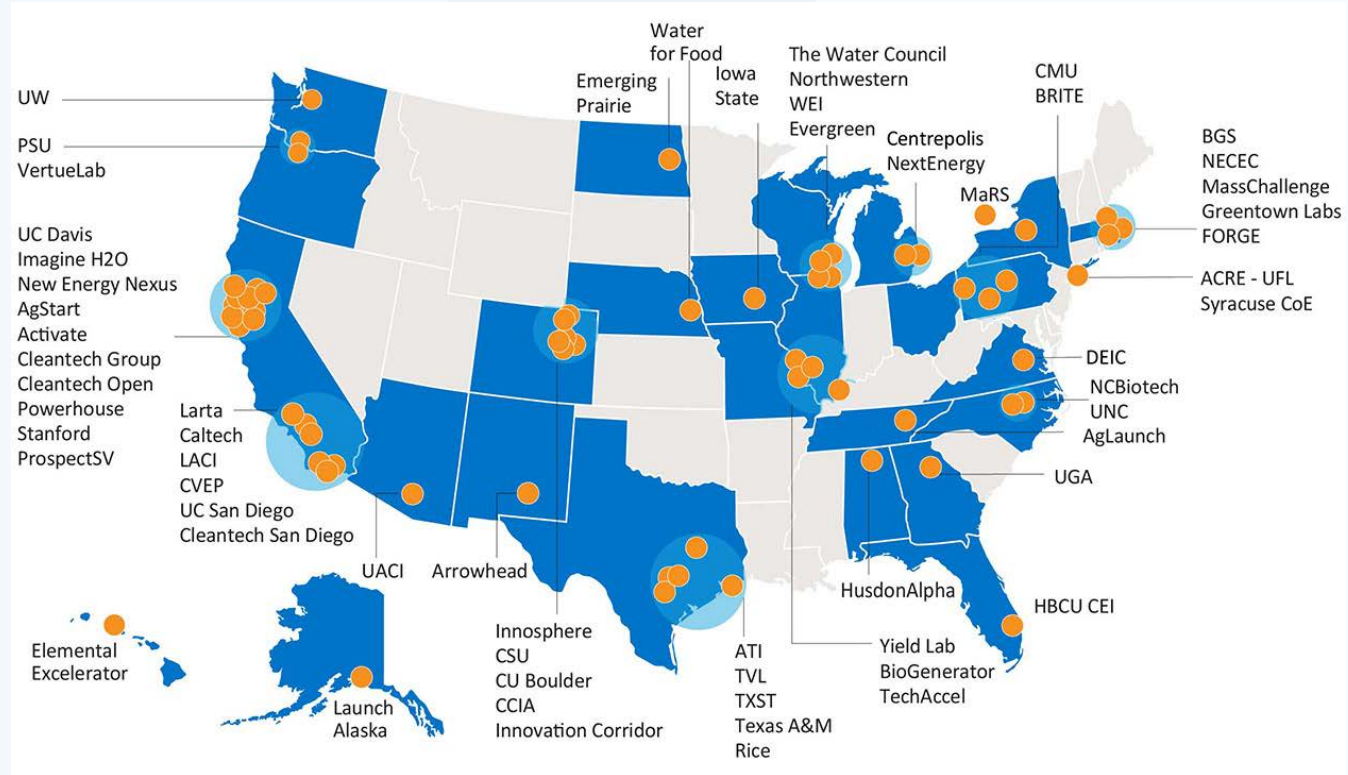 Water
for Food
Emerging
Prairie
Iowa
State
The Water Council
Northwestern
WEI
Evergreen
Centrepolis
NextEnergy
MaRS
CMU
BRITE
BGS
NECEC
MassChallenge
Greentown Labs
FORGE
ACRE - UFL
Syracuse CoE
UW
PSU
VertueLab
UC Davis
Imagine H2O
New Energy Nexus
AgStart
Activate
Cleantech Group
Cleantech Open
Powerhouse
Stanford
ProspectSV
Larta
Caltech
LACI
CVEP
UC San Diego
Cleantech San Diego
DEIC
NCBiotech
UNC
AgLaunch
UGA
UACI
Arrowhead
HusdonAlpha
HBCU CEI
Elemental
Excelerator
Launch
Alaska
Innosphere
CSU
CU Boulder
CCIA
Innovation Corridor
ATI
TVL
TXST
Texas A&M
Rice
Yield Lab
BioGenerator
TechAccel